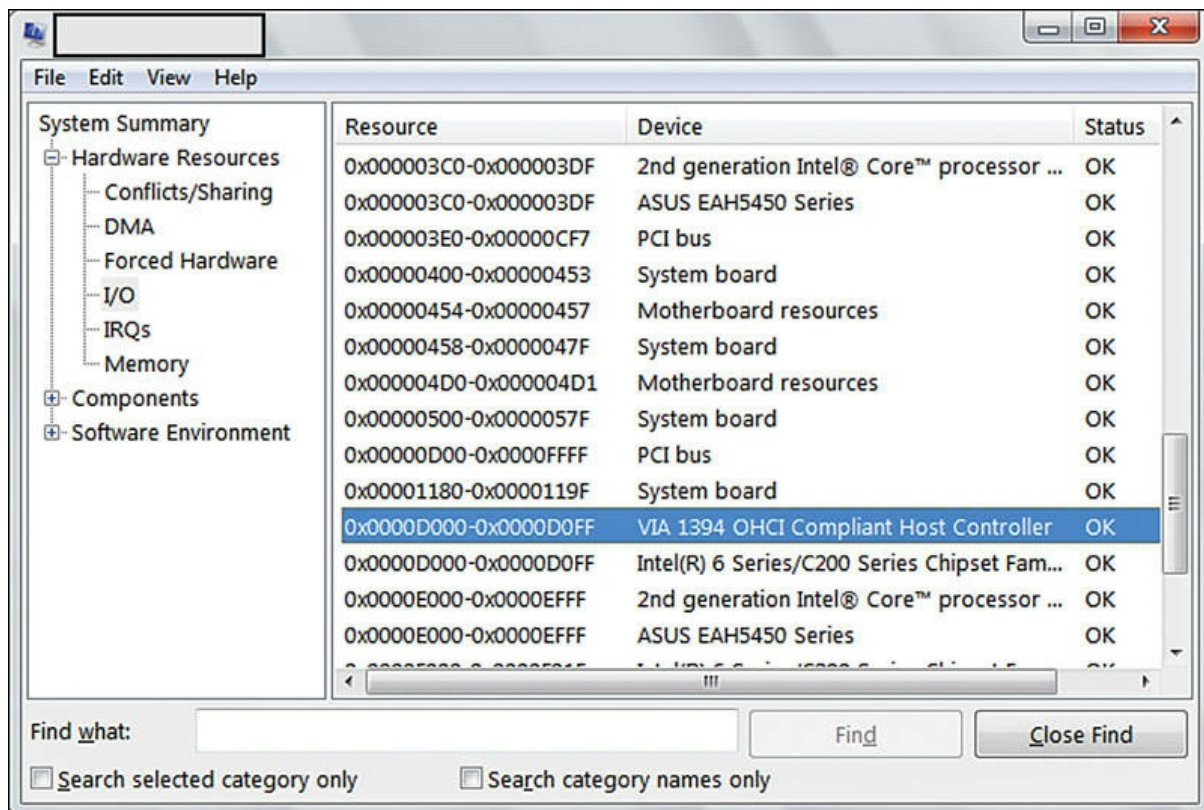 File Edit View Help
System Summary
Hardware Resources
Conflicts/Sharing
DMA
Forced Hardware
I/O
IRQs
Memory
Components
Software Environment
Resource Device Status
0x000003C0-0x000003DF 2nd generation Intel® Core™ processor ... OK
0x000003C0-0x000003DF ASUS EAH5450 Series OK
0x000003E0-0x00000CF7 PCI bus OK
0x00000400-0x00000453 System board OK
0x00000454-0x00000457 Motherboard resources OK
0x00000458-0x0000047F System board OK
0x000004D0-0x000004D1 Motherboard resources OK
0x00000500-0x0000057F System board OK
0x00000D00-0x0000FFFF PCI bus OK
0x00001180-0x0000119F System board OK
0x0000D000-0x0000D0FF VIA 1394 OHCI Compliant Host Controller OK
0x0000D000-0x0000D0FF Intel(R) 6 Series/C200 Series Chipset Fam... OK
0x0000E000-0x0000EFFF 2nd generation Intel® Core™ processor ... OK
0x0000E000-0x0000EFFF ASUS EAH5450 Series OK
Find what: Find Close Find
Search selected category only Search category names only